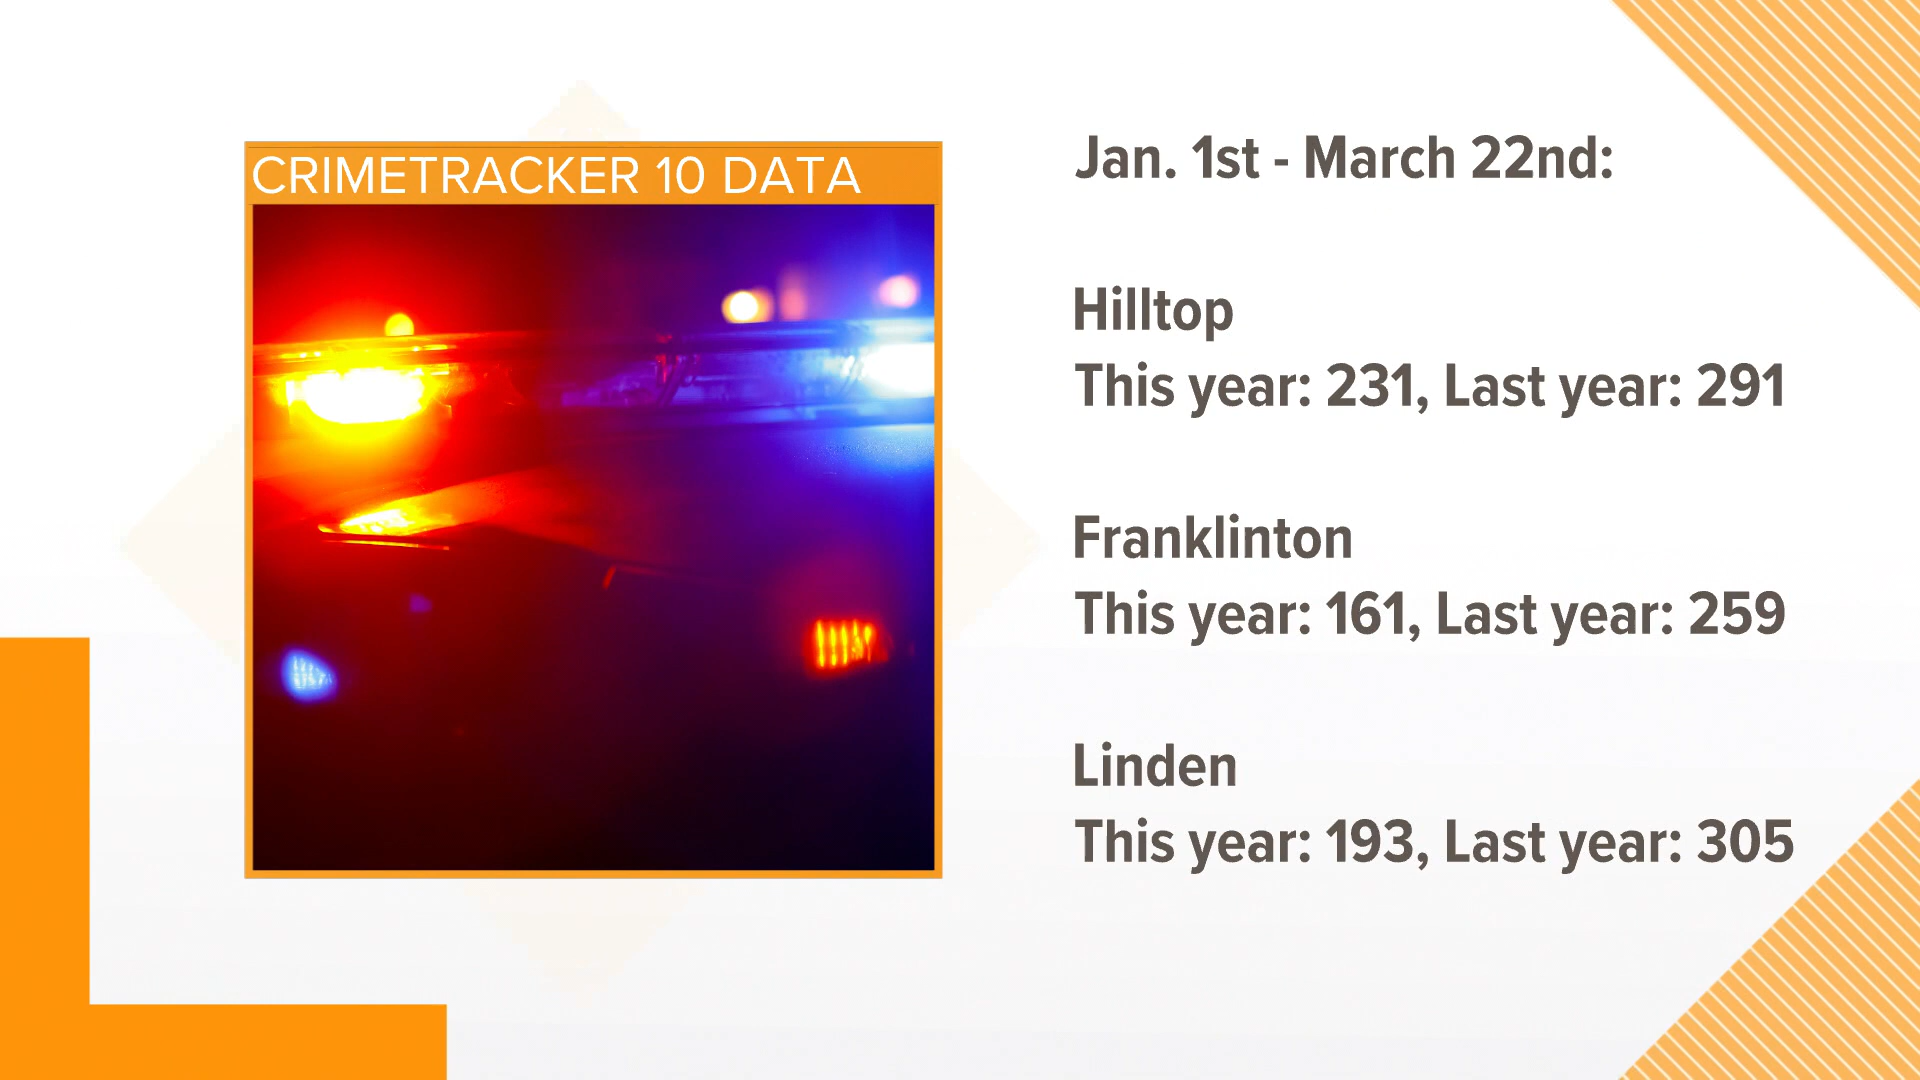 CRIMETRACKER 10 DATA
Jan. 1st - March 22nd:
Hilltop
This year: 231, Last year: 291
Franklinton
This year: 161, Last year: 259
Linden
This year: 193, Last year: 305